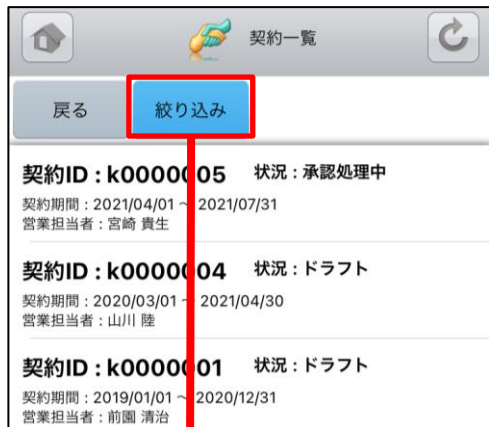 契約一覧
戻る 絞り込み
契約ID : k0000005 状況 : 承認処理中
契約期間 : 2021/04/01 ~ 2021/07/31
営業担当者 : 宮崎 貴生
契約ID : k0000004 状況 : ドラフト
契約期間 : 2020/03/01 ~ 2021/04/30
営業担当者 : 山川 陸
契約ID : k0000001 状況 : ドラフト
契約期間 : 2019/01/01 ~ 2020/12/31
営業担当者 : 前園 清治